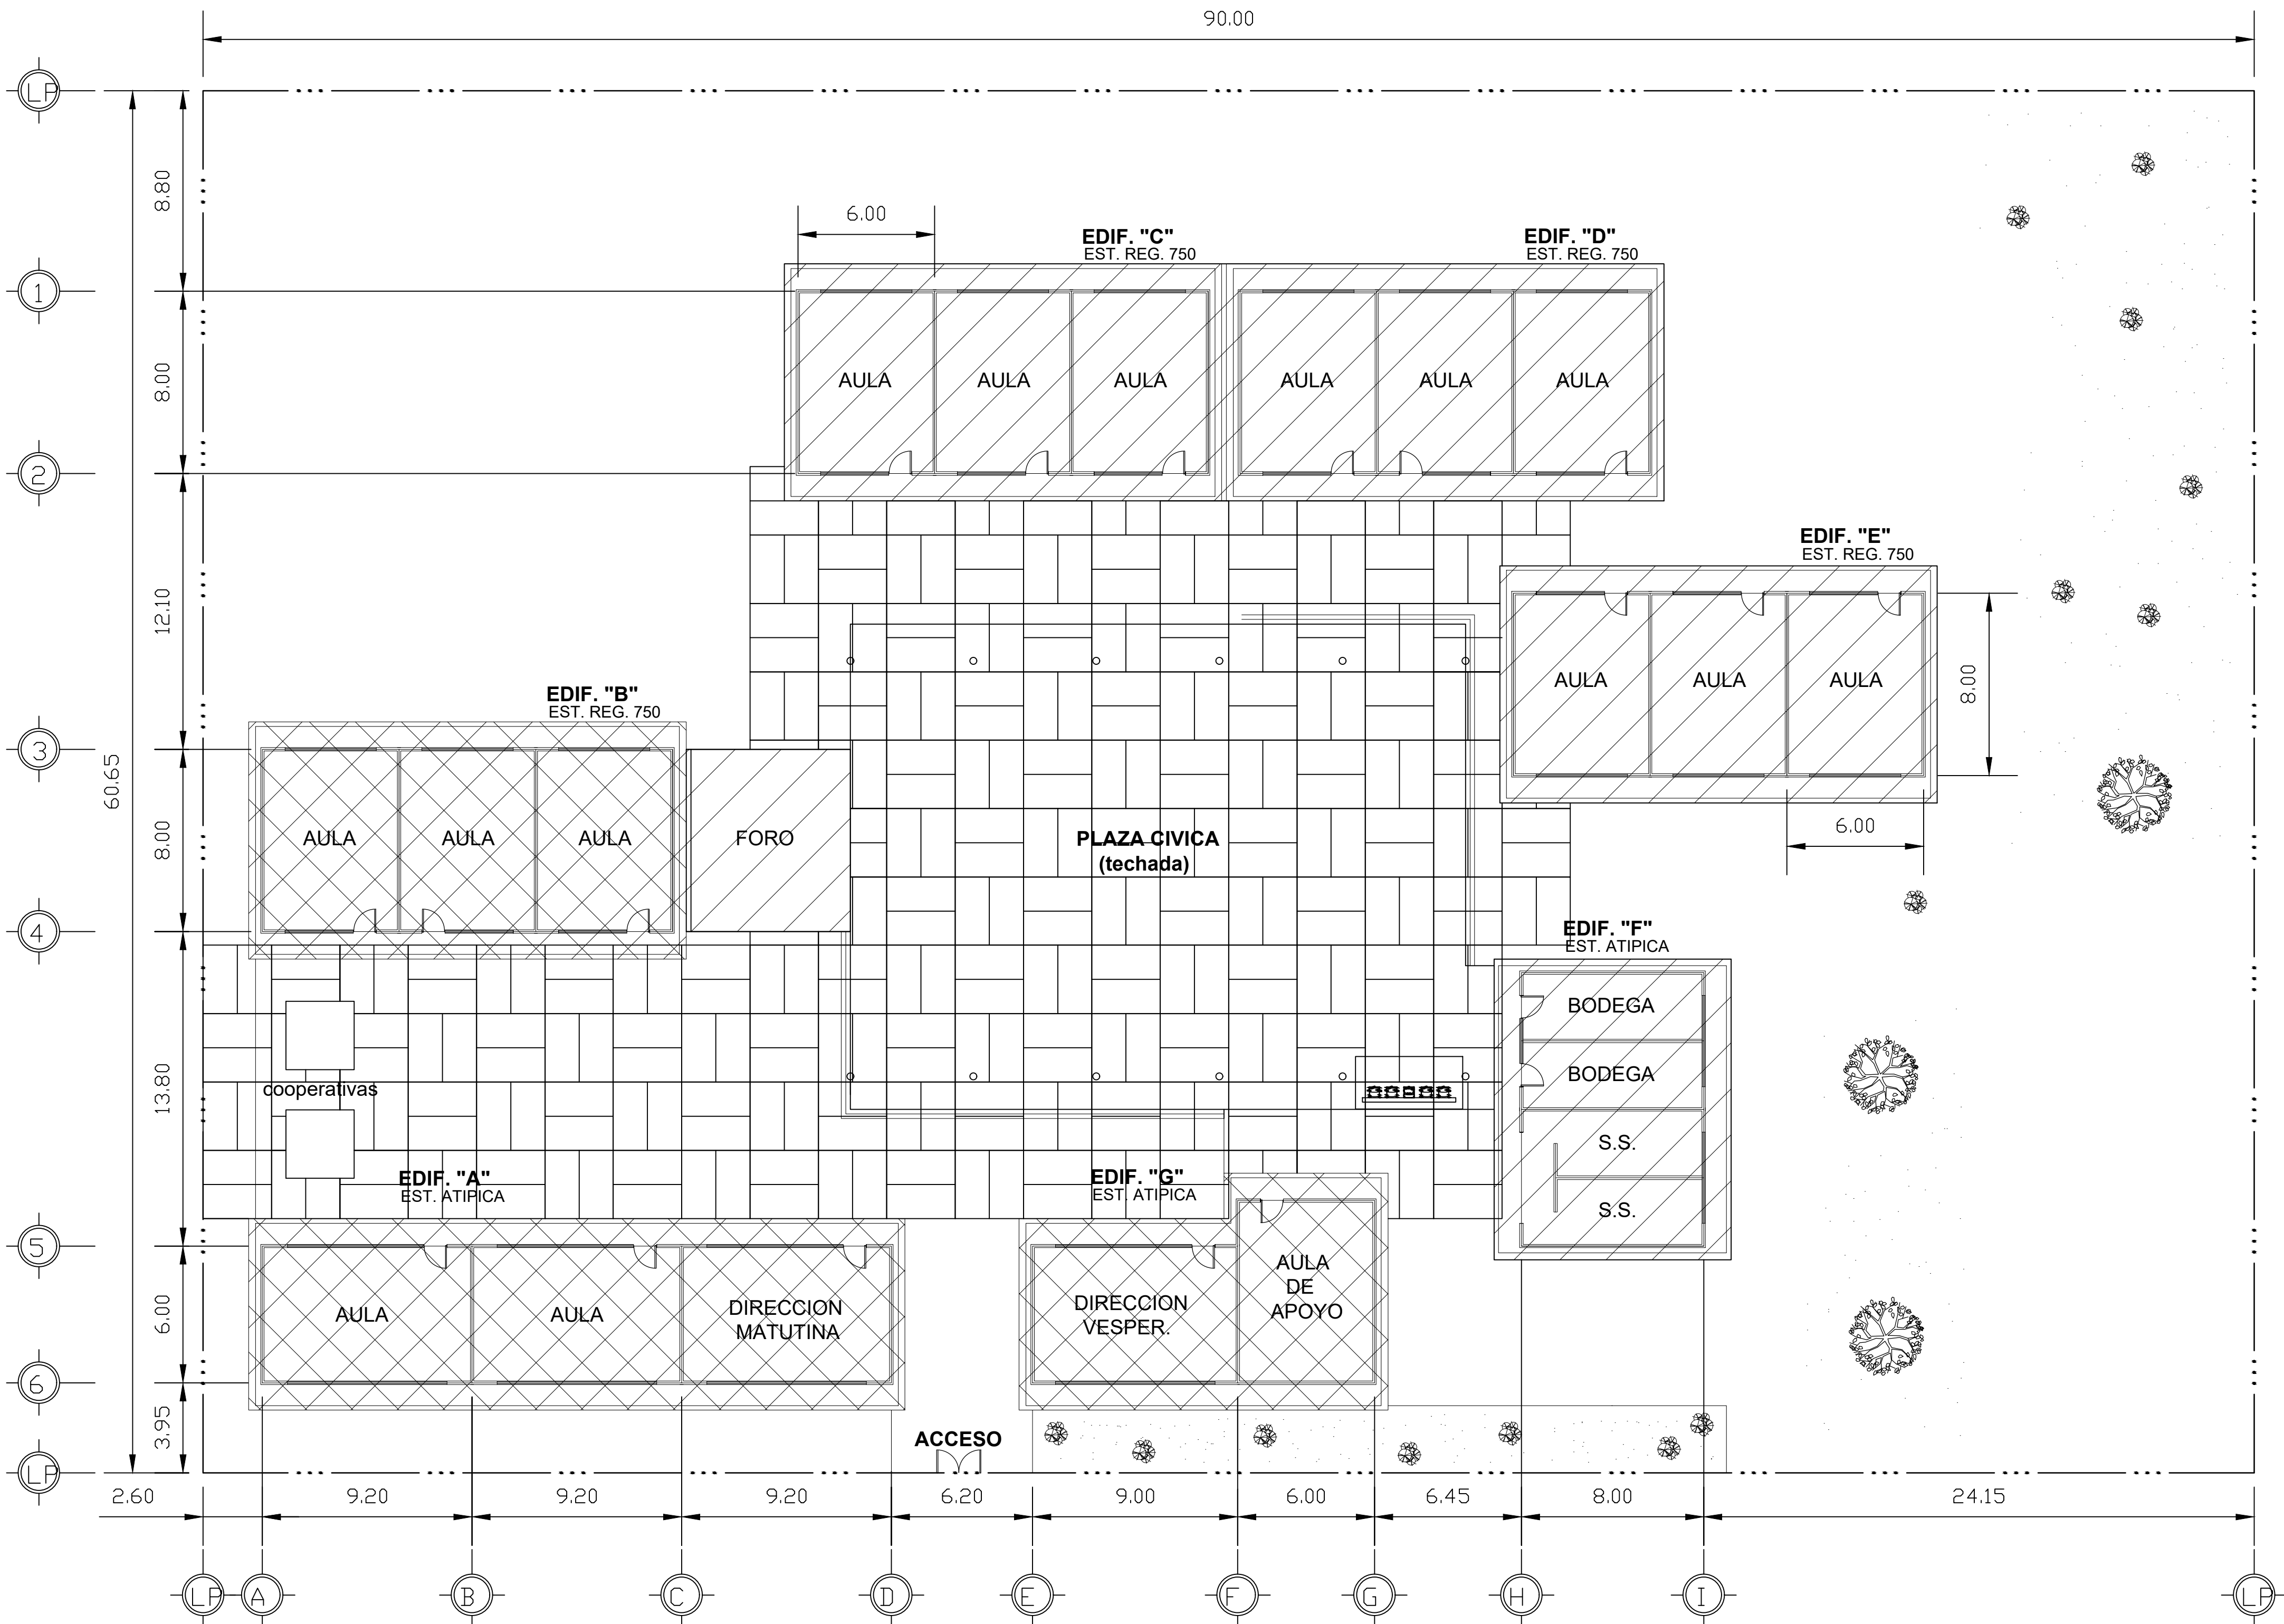 90.00
LP
8.80
6.00
EDIF. "C"
EST. REG. 750
EDIF. "D"
EST. REG. 750
1
8.00
AULA
AULA
AULA
AULA
AULA
AULA
2
12.10
EDIF. "E"
EST. REG. 750
AULA
AULA
AULA
8.00
6.00
EDIF. "B"
EST. REG. 750
3
60.65
8.00
AULA
AULA
AULA
FORO
PLAZA CIVICA
(techada)
4
EDIF. "F"
EST. ATIPICA
BODEGA
BODEGA
S.S.
S.S.
13.80
cooperativas
EDIF. "A"
EST. ATIPICA
EDIF. "G"
EST. ATIPICA
5
6.00
AULA
AULA
DIRECCION
MATUTINA
DIRECCION
VESPER.
AULA
DE
APOYO
6
3.95
ACCESO
LP
2.60
9.20
9.20
9.20
6.20
9.00
6.00
6.45
8.00
24.15
LP
A
B
C
D
E
F
G
H
I
LP